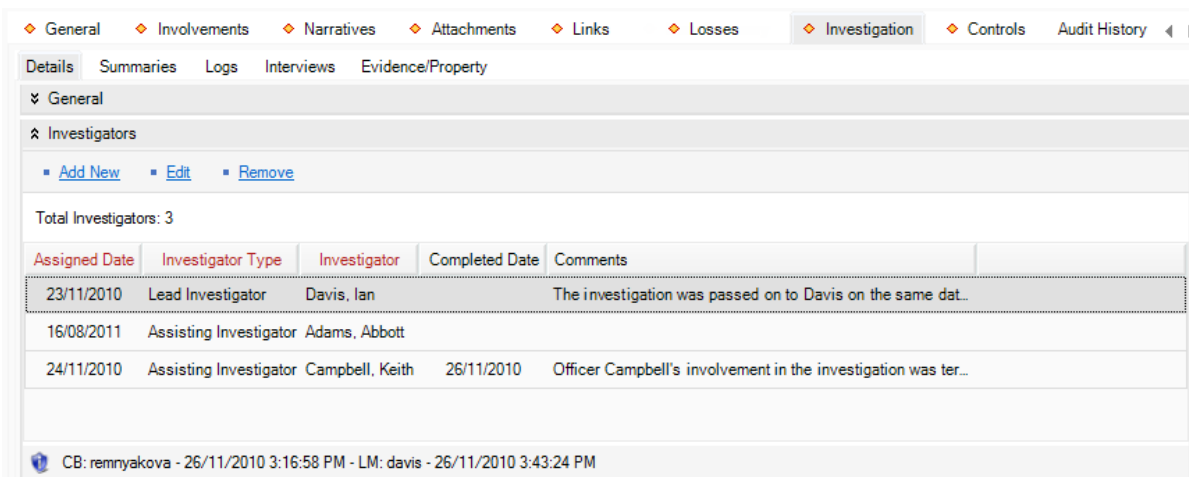 General Involvements Narratives Attachments Links Losses Investigation Controls Audit History
Details Summaries Logs Interviews Evidence/Property
General
Investigators
Add New Edit Remove
Total Investigators: 3
Assigned Date Investigator Type Investigator Completed Date Comments
23/11/2010 Lead Investigator Davis, Ian The investigation was passed on to Davis on the same dat...
16/08/2011 Assisting Investigator Adams, Abbott
24/11/2010 Assisting Investigator Campbell, Keith 26/11/2010 Officer Campbell's involvement in the investigation was ter...
CB: remnyakova - 26/11/2010 3:16:58 PM - LM: davis - 26/11/2010 3:43:24 PM